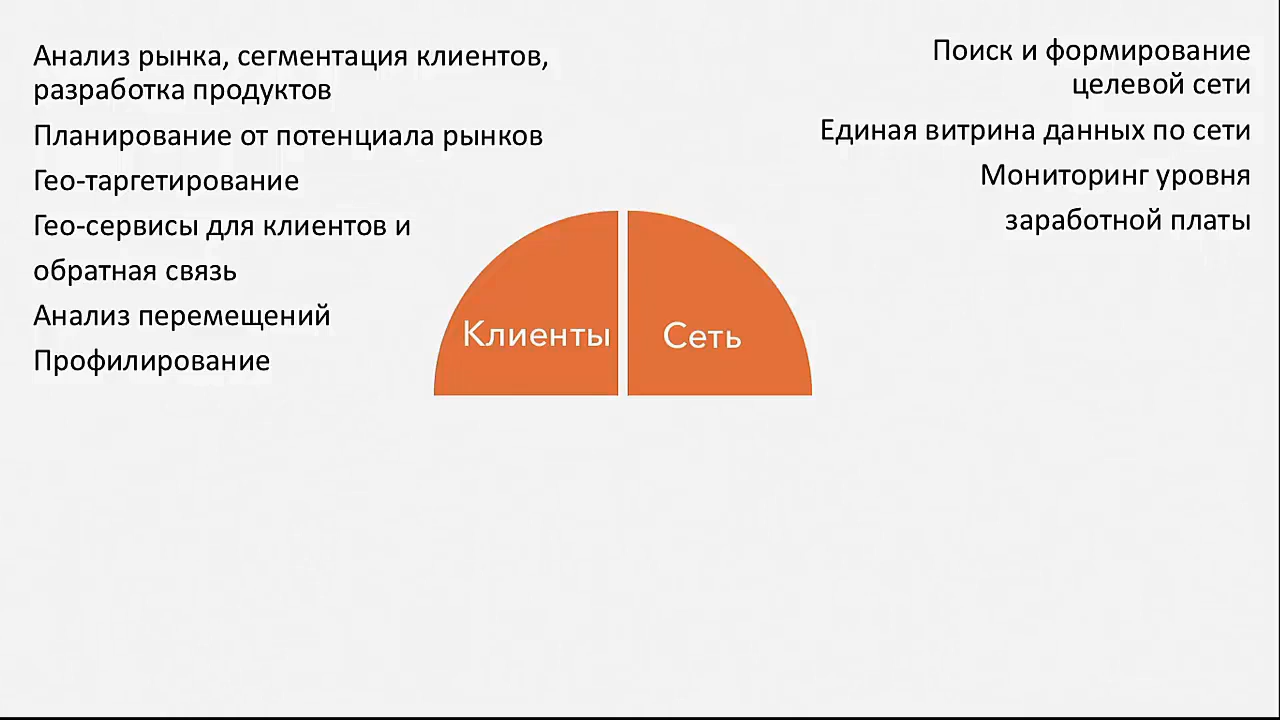 Анализ рынка, сегментация клиентов,
разработка продуктов
Планирование от потенциала рынков
Гео-таргетирование
Гео-сервисы для клиентов и
обратная связь
Анализ перемещений
Профилирование
Поиск и формирование
целевой сети
Единая витрина данных по сети
Мониторинг уровня
заработной платы
Клиенты
Сеть